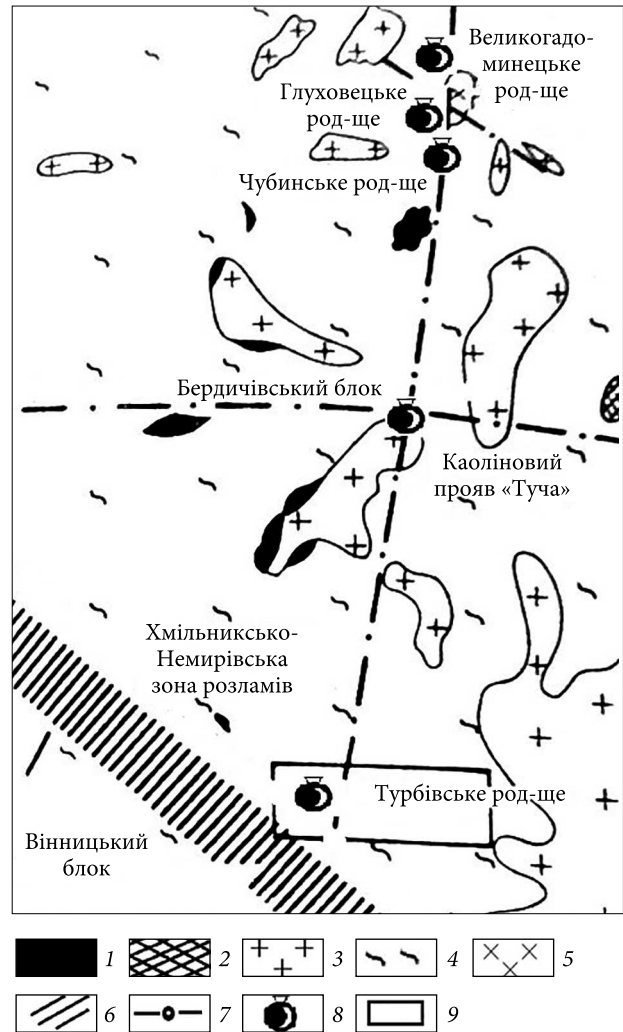 Великогадо-
минецьке
род-ще
Глуховецьке
род-ще
Чубинське род-ще
Бердичівський блок
Каоліновий
прояв «Туча»
Хмільниксько-
Немирівська
зона розламів
Турбівське род-ще
Вінницький
блок
1 2 3 4 5
6 7 8 9